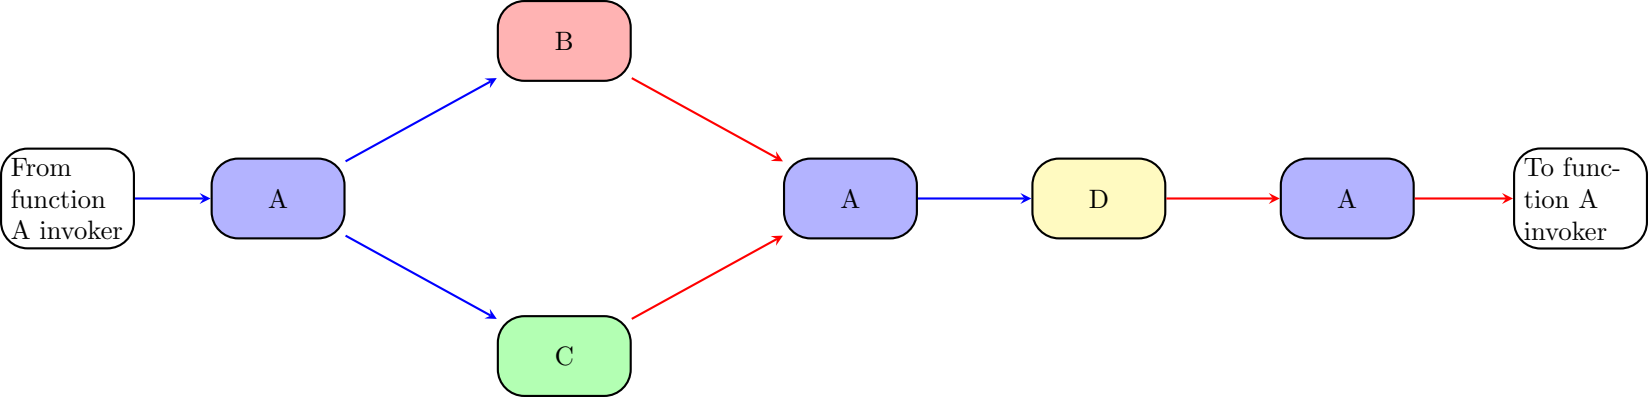 B
From
function
A invoker
A
A
D
A
To func-
tion A
invoker
C